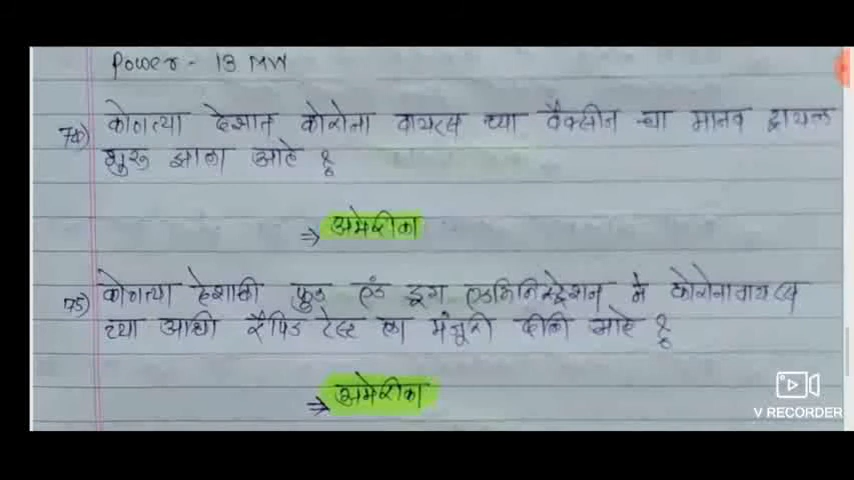 Power - 13 MW
74) कोणत्या देशात कोरोना वायरस च्या वैक्सीन चा मानव ट्रायल
शुरु झाला आहे ?
⇒ अमेरीका
75) कोणत्या देशाची फुड एंड ड्रग एडमिनिस्ट्रेशन ने कोरोनावायरस
च्या आधी रैपिड टेस्ट ला मंजूरी दीली आहे ?
⇒ अमेरीका
V RECORDER